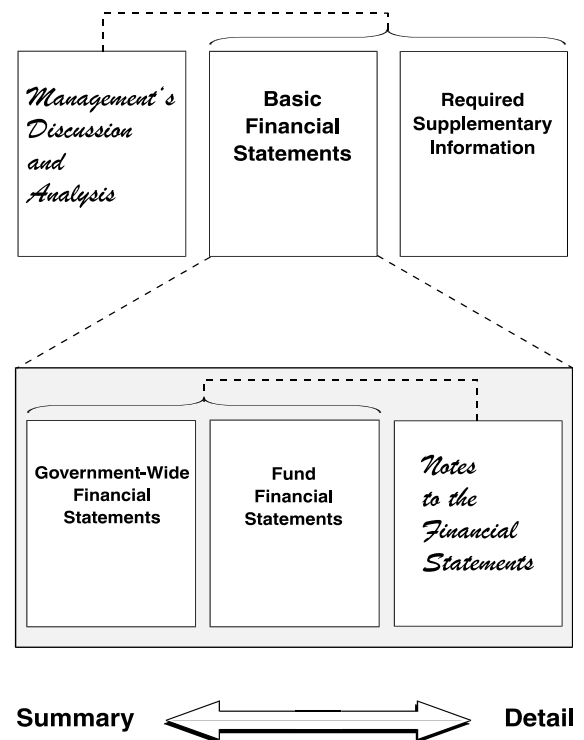 Management's
Discussion
and
Analysis
Basic
Financial
Statements
Required
Supplementary
Information
Government-Wide
Financial
Statements
Fund
Financial
Statements
Notes
to the
Financial
Statements
Summary
Detail